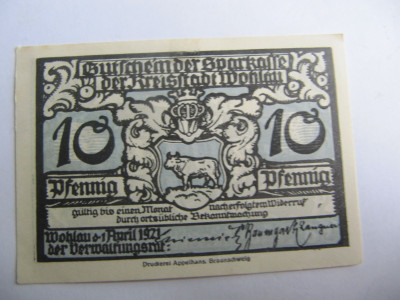 Gutschein der Sparkasse
der Kreisstadt Wohlau
10 10
Pfennig Pfennig
gültig bis einen Monat nach erfolgtem Widerruf
durch ortsübliche Bekanntmachung
Wohlau d. 1 April 1921
der Verwaltungsrat:
Druckerei Appelhans, Braunschweig